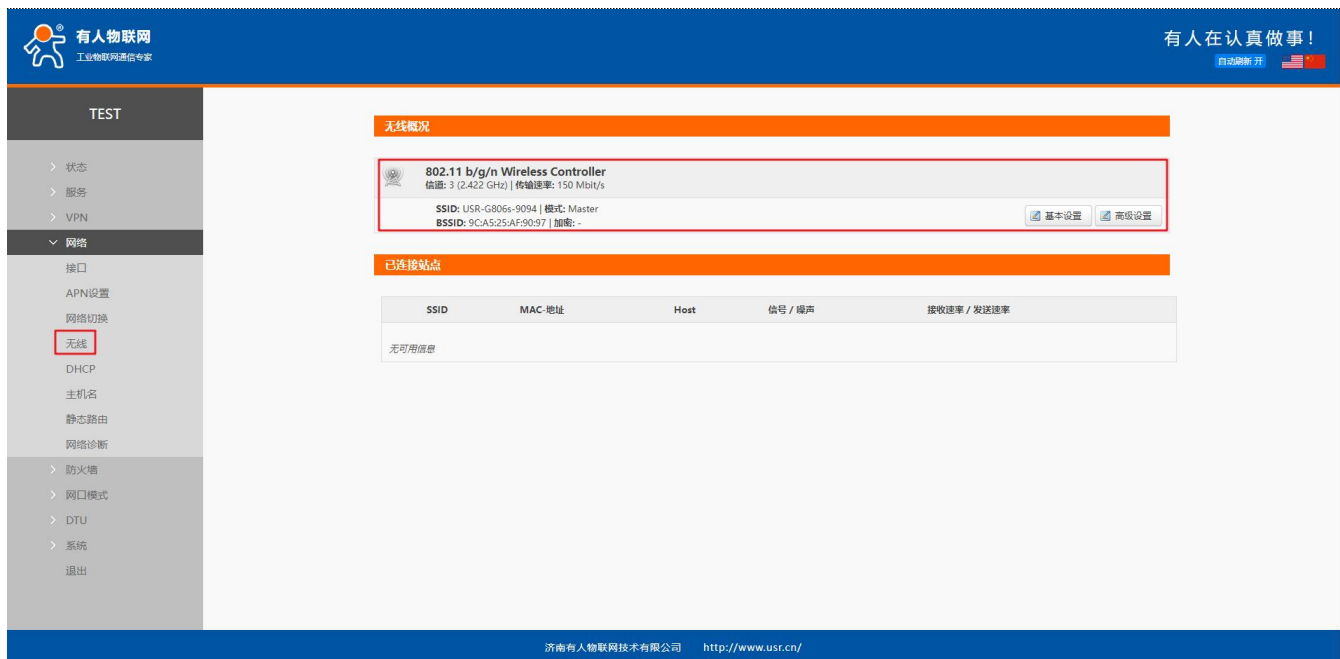 有人物联网
工业物联网通信专家
有人在认真做事！
自动刷新 开
TEST
状态
服务
VPN
网络
接口
APN设置
网络切换
无线
DHCP
主机名
静态路由
网络诊断
防火墙
网口模式
DTU
系统
退出
无线概况
802.11 b/g/n Wireless Controller
信道: 3 (2.422 GHz) | 传输速率: 150 Mbit/s
SSID: USR-G806s-9094 | 模式: Master
BSSID: 9C:A5:25:AF:90:97 | 加密: -
基本设置 高级设置
已连接站点
SSID MAC-地址 Host 信号 / 噪声 接收速率 / 发送速率
无可用信息
济南有人物联网技术有限公司 http://www.usr.cn/